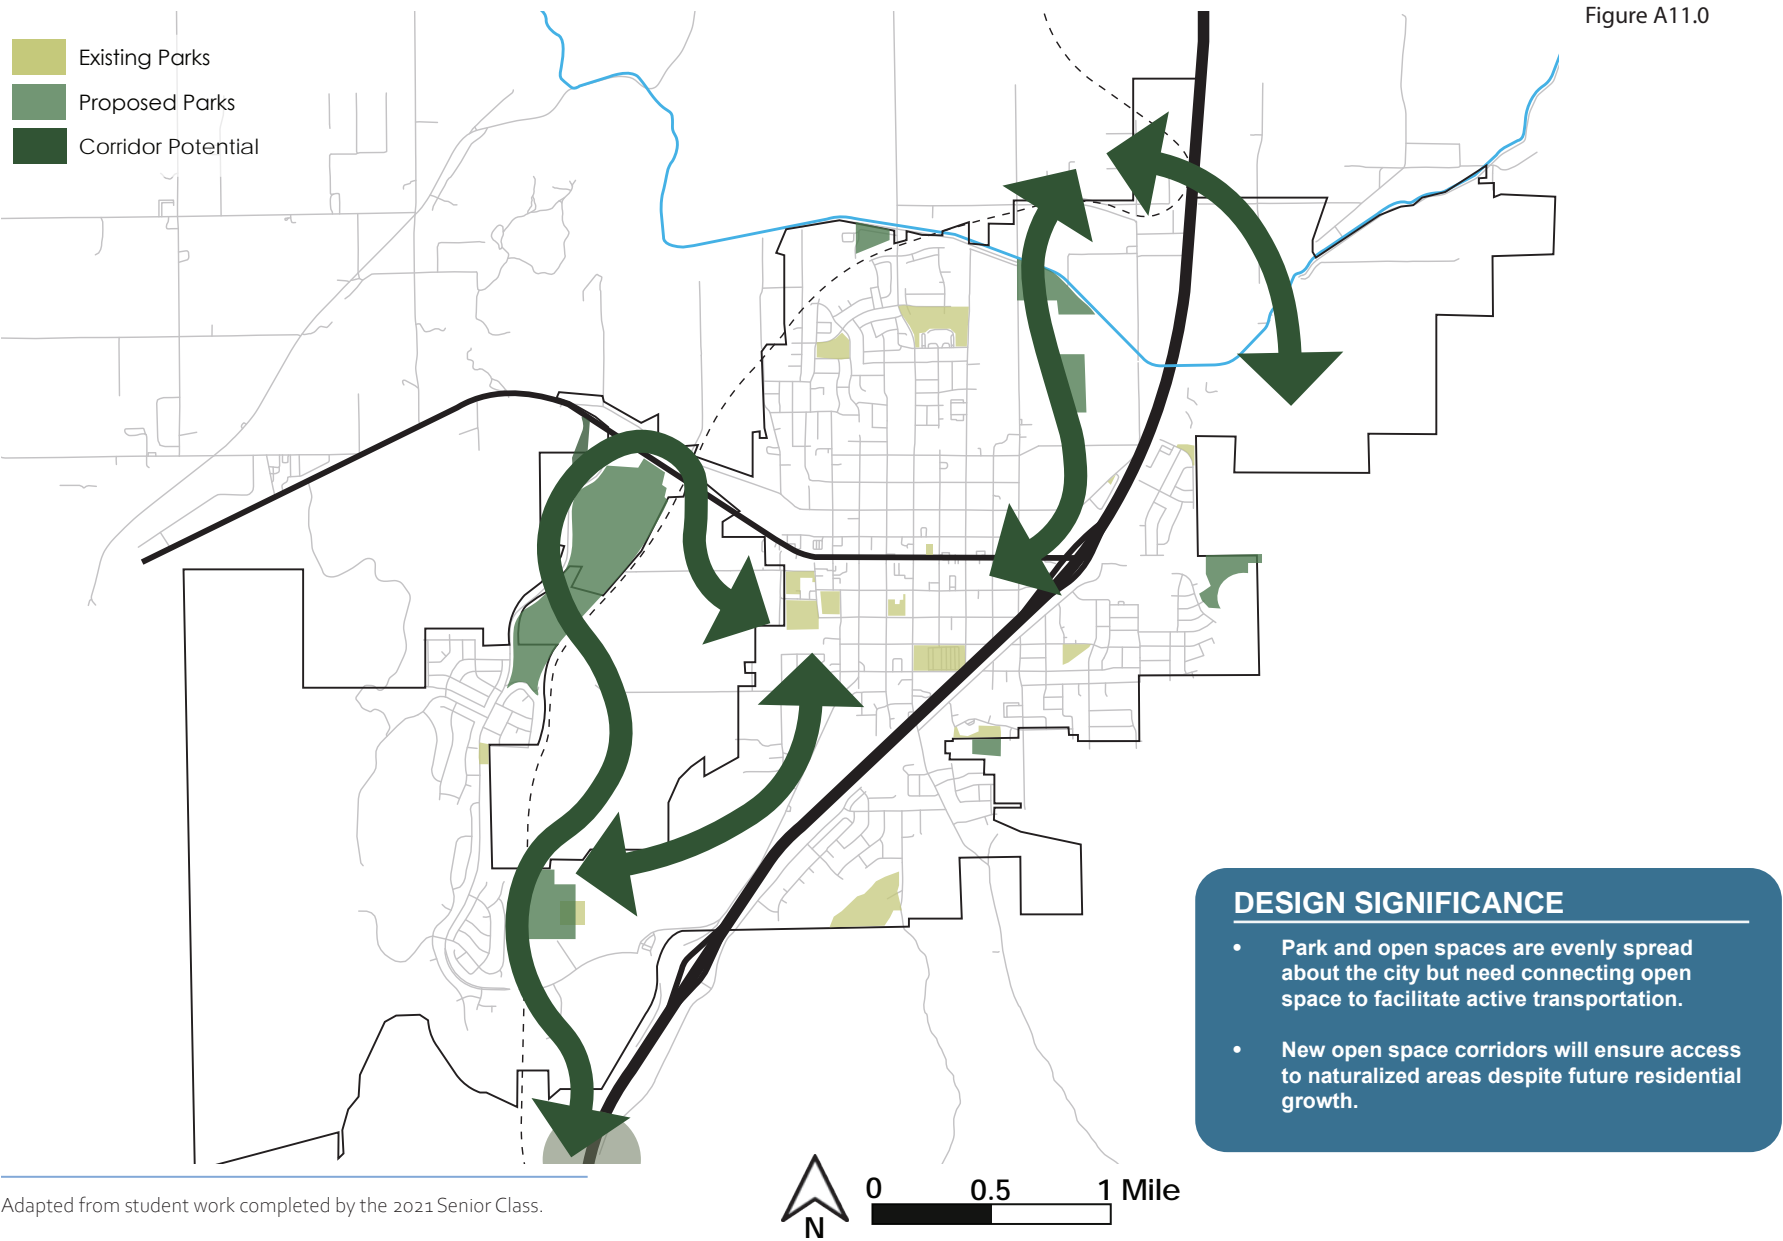 Figure A11.0
Existing Parks
Proposed Parks
Corridor Potential
DESIGN SIGNIFICANCE
• Park and open spaces are evenly spread
about the city but need connecting open
space to facilitate active transportation.
• New open space corridors will ensure access
to naturalized areas despite future residential
growth.
Adapted from student work completed by the 2021 Senior Class.
N
0 0.5 1 Mile